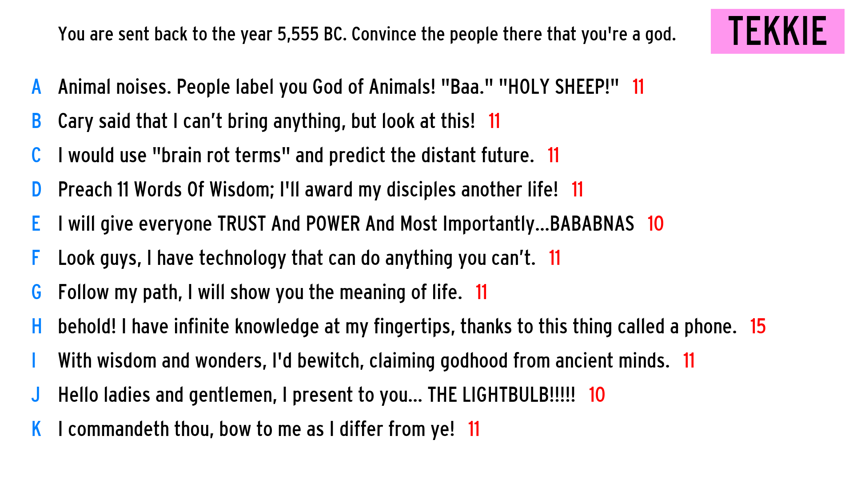 You are sent back to the year 5,555 BC. Convince the people there that you're a god.
TEKKIE
A Animal noises. People label you God of Animals! "Baa." "HOLY SHEEP!" 11
B Cary said that I can't bring anything, but look at this! 11
C I would use "brain rot terms" and predict the distant future. 11
D Preach 11 Words Of Wisdom; I'll award my disciples another life! 11
E I will give everyone TRUST And POWER And Most Importantly...BABABNAS 10
F Look guys, I have technology that can do anything you can't. 11
G Follow my path, I will show you the meaning of life. 11
H behold! I have infinite knowledge at my fingertips, thanks to this thing called a phone. 15
I With wisdom and wonders, I'd bewitch, claiming godhood from ancient minds. 11
J Hello ladies and gentlemen, I present to you... THE LIGHTBULB!!!!! 10
K I commandeth thou, bow to me as I differ from ye! 11